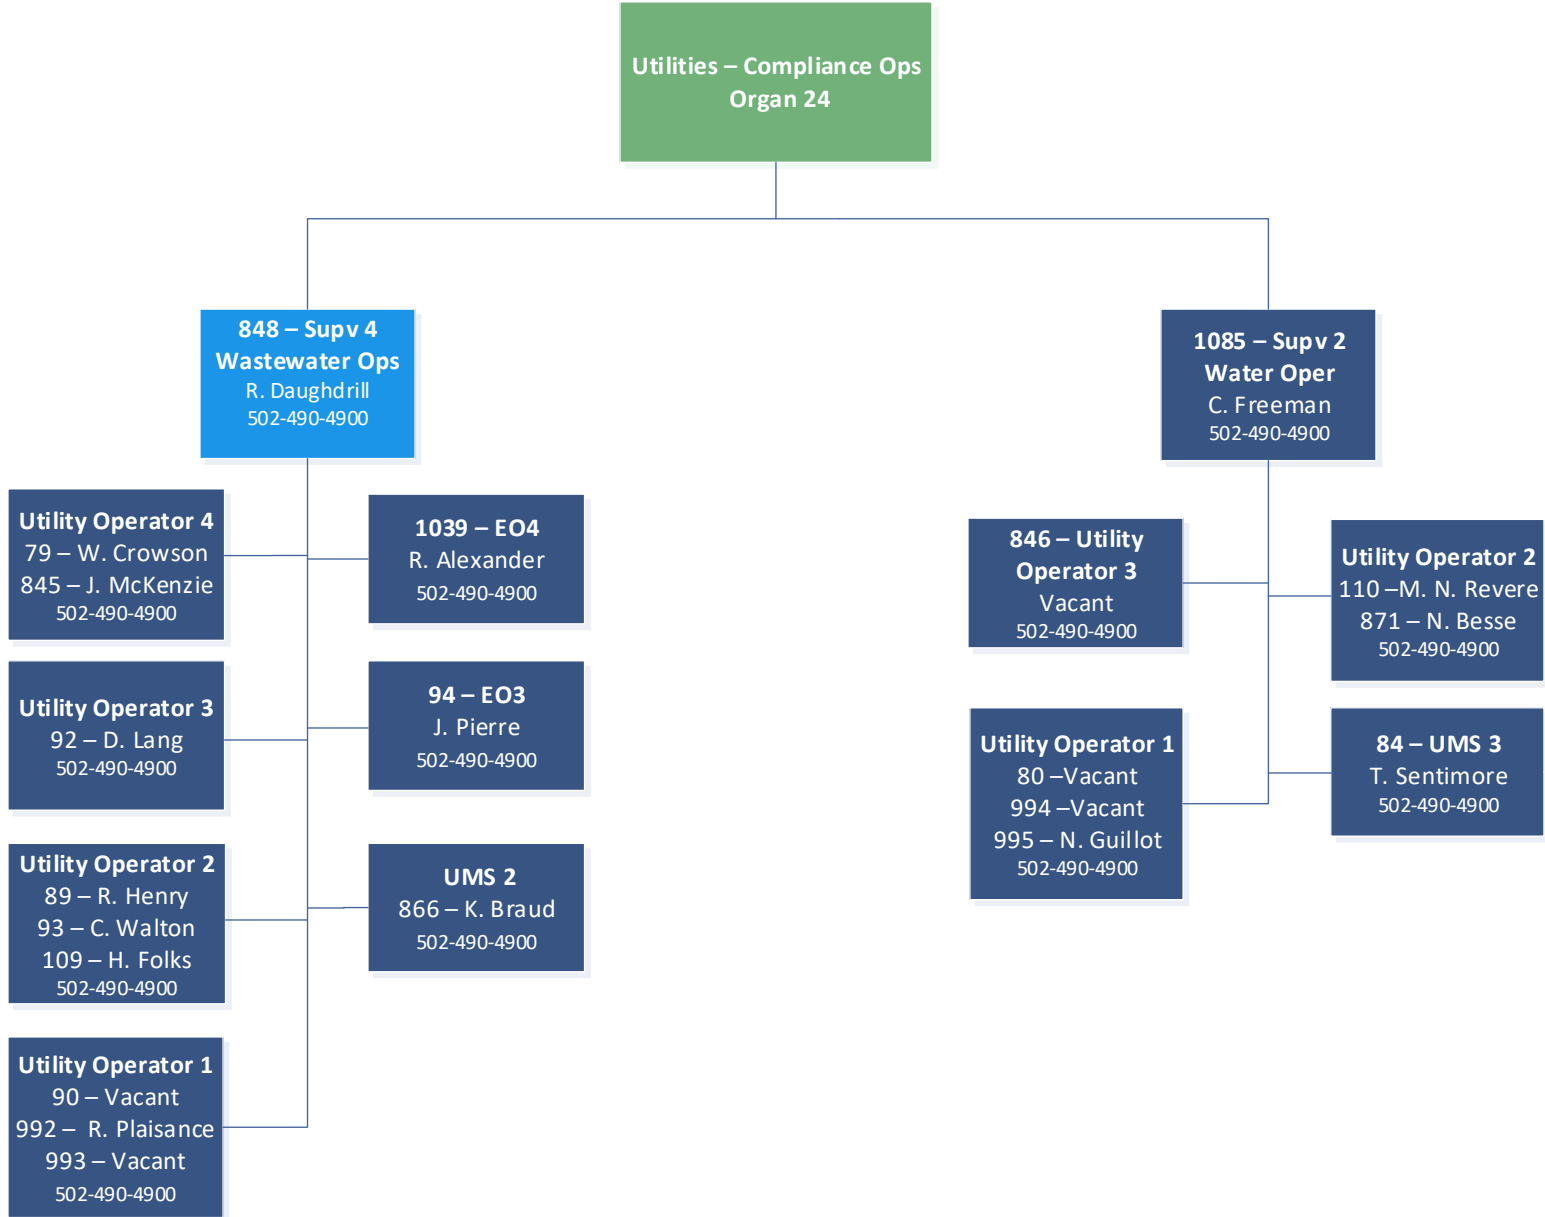 Utilities – Compliance Ops
Organ 24
848 – Supv 4
Wastewater Ops
R. Daughdrill
502-490-4900
1085 – Supv 2
Water Oper
C. Freeman
502-490-4900
Utility Operator 4
79 – W. Crowson
845 – J. McKenzie
502-490-4900
1039 – EO4
R. Alexander
502-490-4900
846 – Utility
Operator 3
Vacant
502-490-4900
Utility Operator 2
110 –M. N. Revere
871 – N. Besse
502-490-4900
Utility Operator 3
92 – D. Lang
502-490-4900
94 – EO3
J. Pierre
502-490-4900
Utility Operator 1
80 –Vacant
994 –Vacant
995 – N. Guillot
502-490-4900
84 – UMS 3
T. Sentimore
502-490-4900
Utility Operator 2
89 – R. Henry
93 – C. Walton
109 – H. Folks
502-490-4900
UMS 2
866 – K. Braud
502-490-4900
Utility Operator 1
90 – Vacant
992 –  R. Plaisance
993 – Vacant
502-490-4900